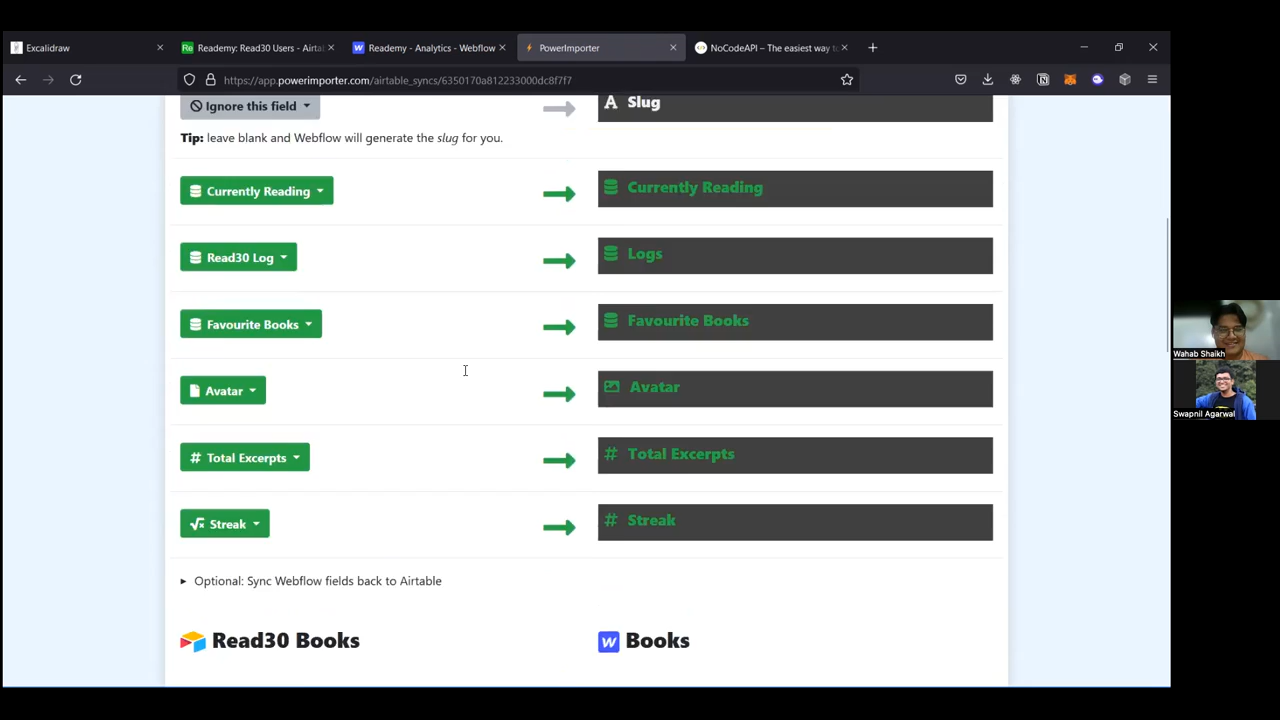 Excalidraw
Re Reademy: Read30 Users - Airtal
Reademy - Analytics - Webflow
PowerImporter
NoCodeAPI – The easiest way to
https://app.powerimporter.com/airtable_syncs/6350170a812233000dc8f7f7
Ignore this field
A Slug
Tip: leave blank and Webflow will generate the slug for you.
Currently Reading
Currently Reading
Read30 Log
Logs
Favourite Books
Favourite Books
Avatar
Avatar
# Total Excerpts
# Total Excerpts
Streak
# Streak
Optional: Sync Webflow fields back to Airtable
Read30 Books
W Books
Wahab Shaikh
Swapnil Agarwal